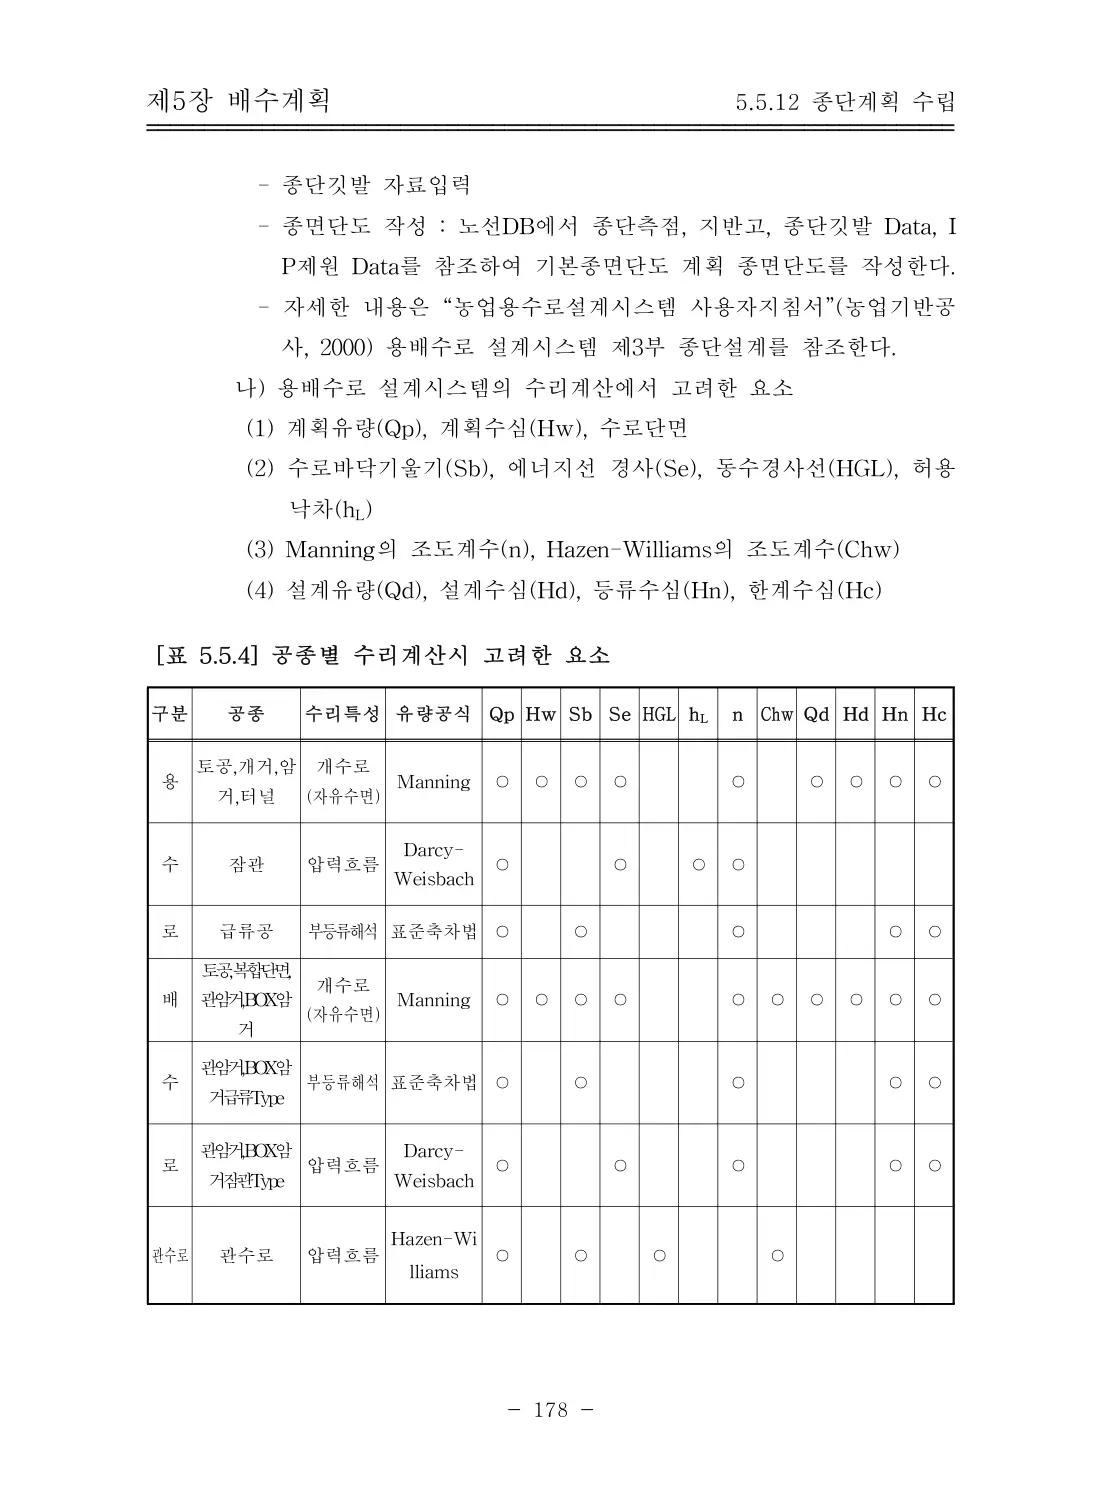 제5장 배수계획 5.5.12 종단계획 수립
- 종단깃발 자료입력
- 종면단도 작성 : 노선DB에서 종단측점, 지반고, 종단깃발 Data, I
P제원 Data를 참조하여 기본종면단도 계획 종면단도를 작성한다.
- 자세한 내용은 “농업용수로설계시스템 사용자지침서”(농업기반공
사, 2000) 용배수로 설계시스템 제3부 종단설계를 참조한다.
나) 용배수로 설계시스템의 수리계산에서 고려한 요소
(1) 계획유량(Qp), 계획수심(Hw), 수로단면
(2) 수로바닥기울기(Sb), 에너지선 경사(Se), 동수경사선(HGL), 허용
낙차(hL)
(3) Manning의 조도계수(n), Hazen-Williams의 조도계수(Chw)
(4) 설계유량(Qd), 설계수심(Hd), 등류수심(Hn), 한계수심(Hc)
[표 5.5.4] 공종별 수리계산시 고려한 요소
구분 공종 수리특성 유량공식 Qp Hw Sb Se HGL hL n Chw Qd Hd Hn Hc
토공,개거,암 개수로
용 Manning ○ ○ ○ ○ ○ ○ ○ ○ ○
거,터널 (자유수면)
Darcy-
수 잠관 압력흐름 ○ ○ ○ ○
Weisbach
로 급류공 부등류해석 표준축차법 ○ ○ ○ ○ ○
토공,복합단면,
개수로
배 관암거,BOX암 Manning ○ ○ ○ ○ ○ ○ ○ ○ ○ ○
(자유수면)
거
관암거,BOX암
수 부등류해석 표준축차법 ○ ○ ○ ○ ○
거급류Type
관암거,BOX암 Darcy-
로 압력흐름 ○ ○ ○ ○ ○
거잠관Type Weisbach
Hazen-Wi
관수로 관수로 압력흐름 ○ ○ ○ ○
lliams
- 178 -